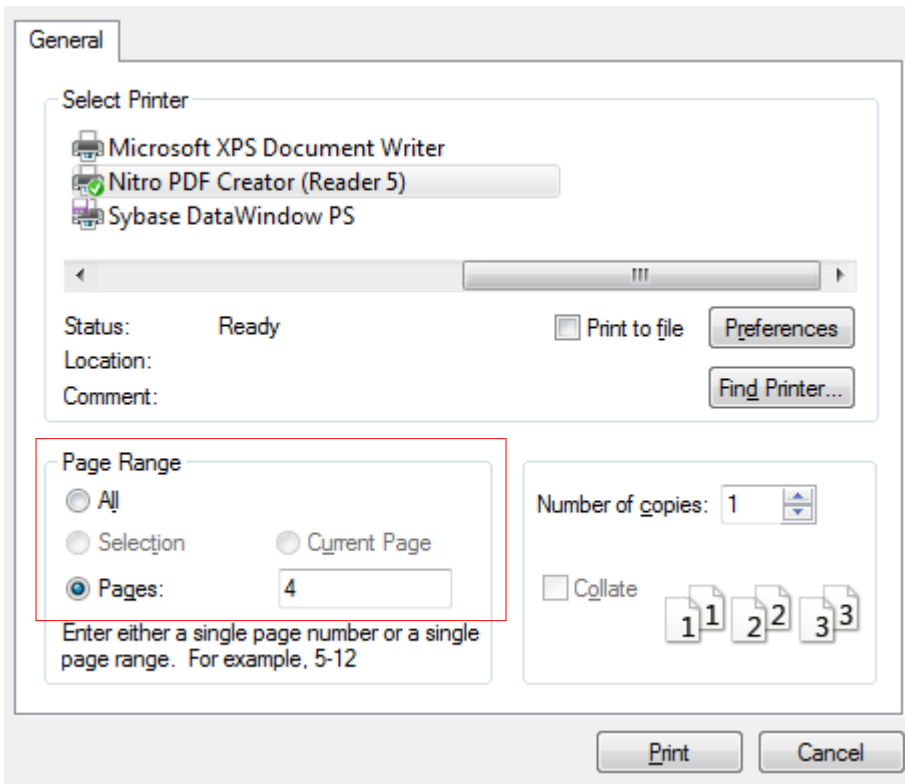 General
Select Printer
Microsoft XPS Document Writer
Nitro PDF Creator (Reader 5)
Sybase DataWindow PS
Status: Ready
Print to file
Preferences
Location:
Comment:
Find Printer...
Page Range
All
Selection
Current Page
Pages: 4
Enter either a single page number or a single
page range. For example, 5-12
Number of copies: 1
Collate
1 1 2 2 3 3
Print
Cancel